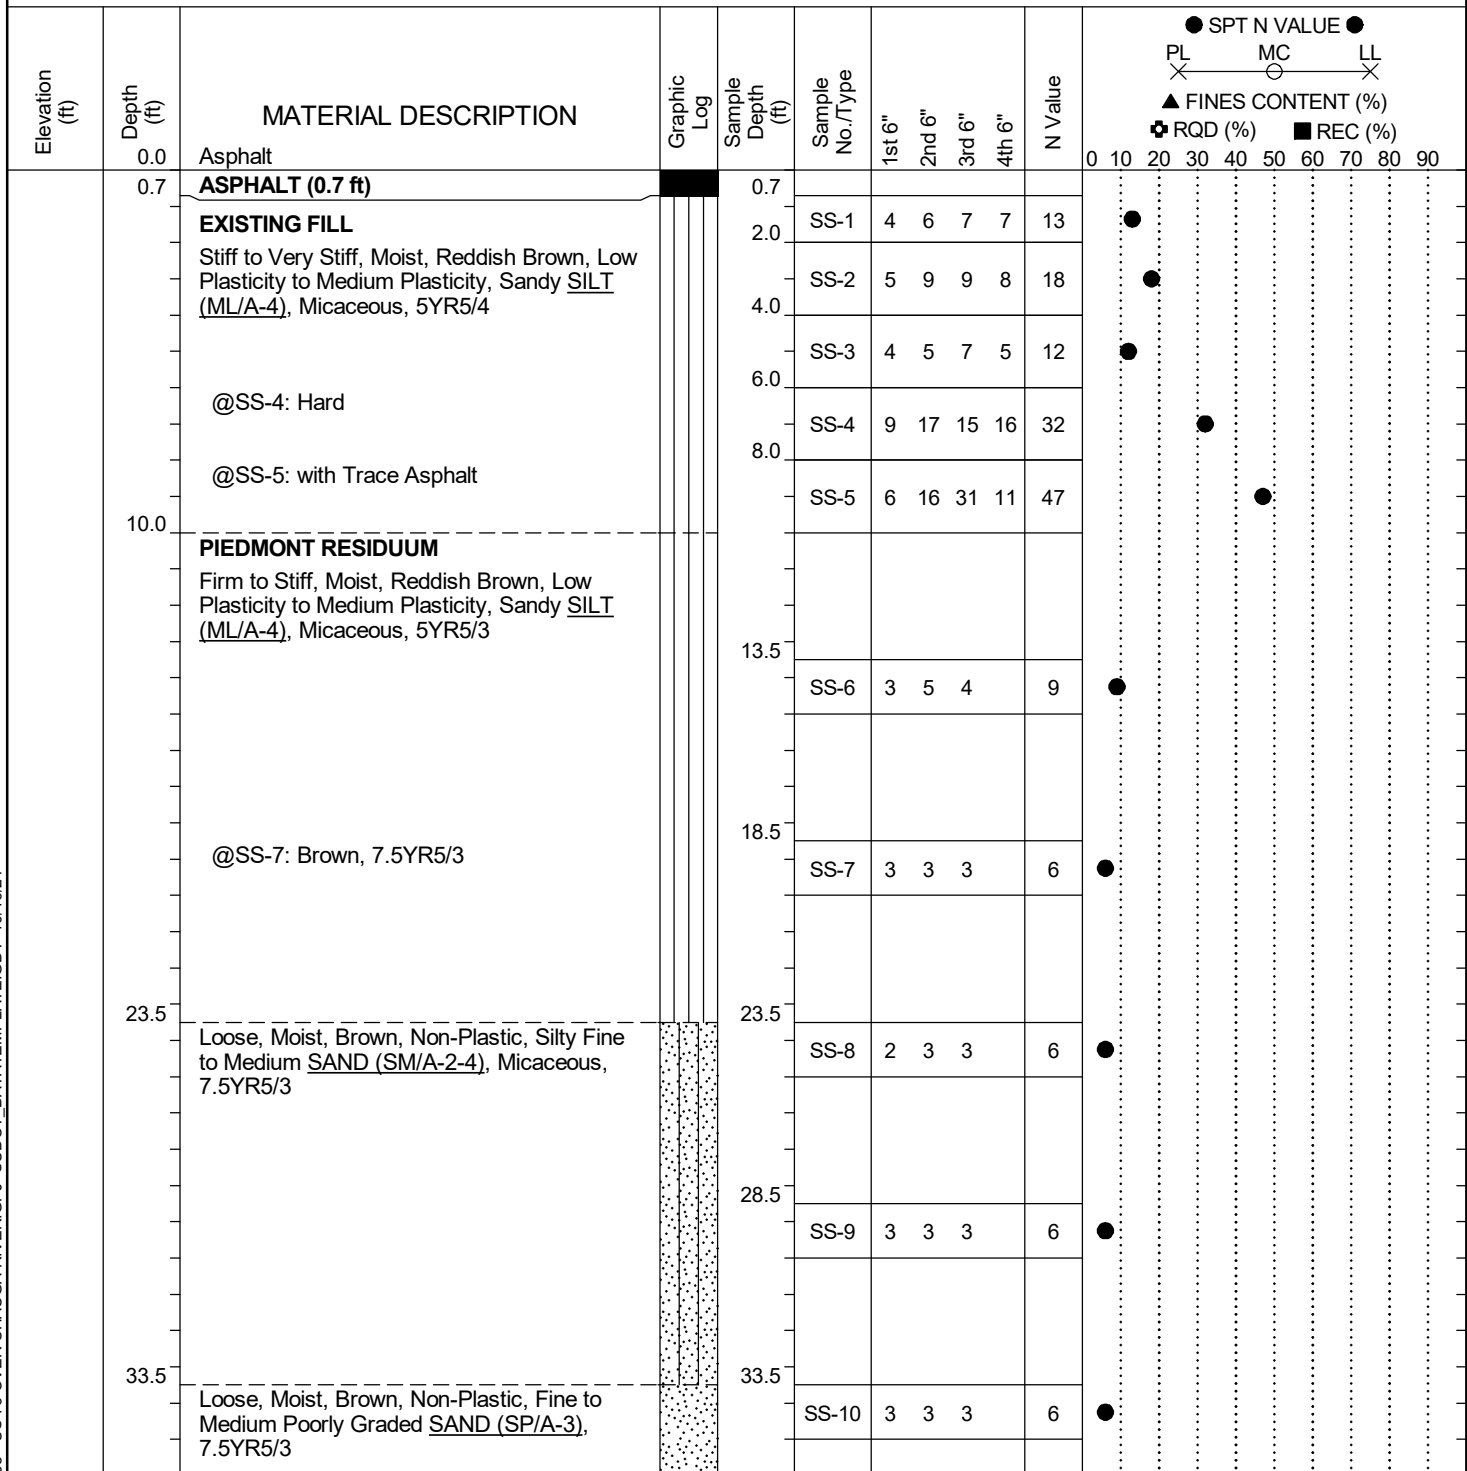 ● SPT N VALUE ●
PL MC LL
▲ FINES CONTENT (%)
RQD (%) ■ REC (%)
Elevation (ft)
Depth (ft)
MATERIAL DESCRIPTION
Graphic Log
Sample Depth (ft)
Sample No./Type
1st 6"
2nd 6"
3rd 6"
4th 6"
N Value
0.0 Asphalt
0 10 20 30 40 50 60 70 80 90
0.7 ASPHALT (0.7 ft) 0.7
EXISTING FILL
SS-1 4 6 7 7 13
2.0
Stiff to Very Stiff, Moist, Reddish Brown, Low
Plasticity to Medium Plasticity, Sandy SILT
(ML/A-4), Micaceous, 5YR5/4
SS-2 5 9 9 8 18
4.0
SS-3 4 5 7 5 12
6.0
@SS-4: Hard
SS-4 9 17 15 16 32
8.0
@SS-5: with Trace Asphalt
SS-5 6 16 31 11 47
10.0
PIEDMONT RESIDUUM
Firm to Stiff, Moist, Reddish Brown, Low
Plasticity to Medium Plasticity, Sandy SILT
(ML/A-4), Micaceous, 5YR5/3
13.5
SS-6 3 5 4 9
18.5
@SS-7: Brown, 7.5YR5/3
SS-7 3 3 3 6
23.5 23.5
Loose, Moist, Brown, Non-Plastic, Silty Fine
to Medium SAND (SM/A-2-4), Micaceous,
7.5YR5/3
SS-8 2 3 3 6
28.5
SS-9 3 3 3 6
33.5 33.5
Loose, Moist, Brown, Non-Plastic, Fine to
Medium Poorly Graded SAND (SP/A-3),
7.5YR5/3
SS-10 3 3 3 6